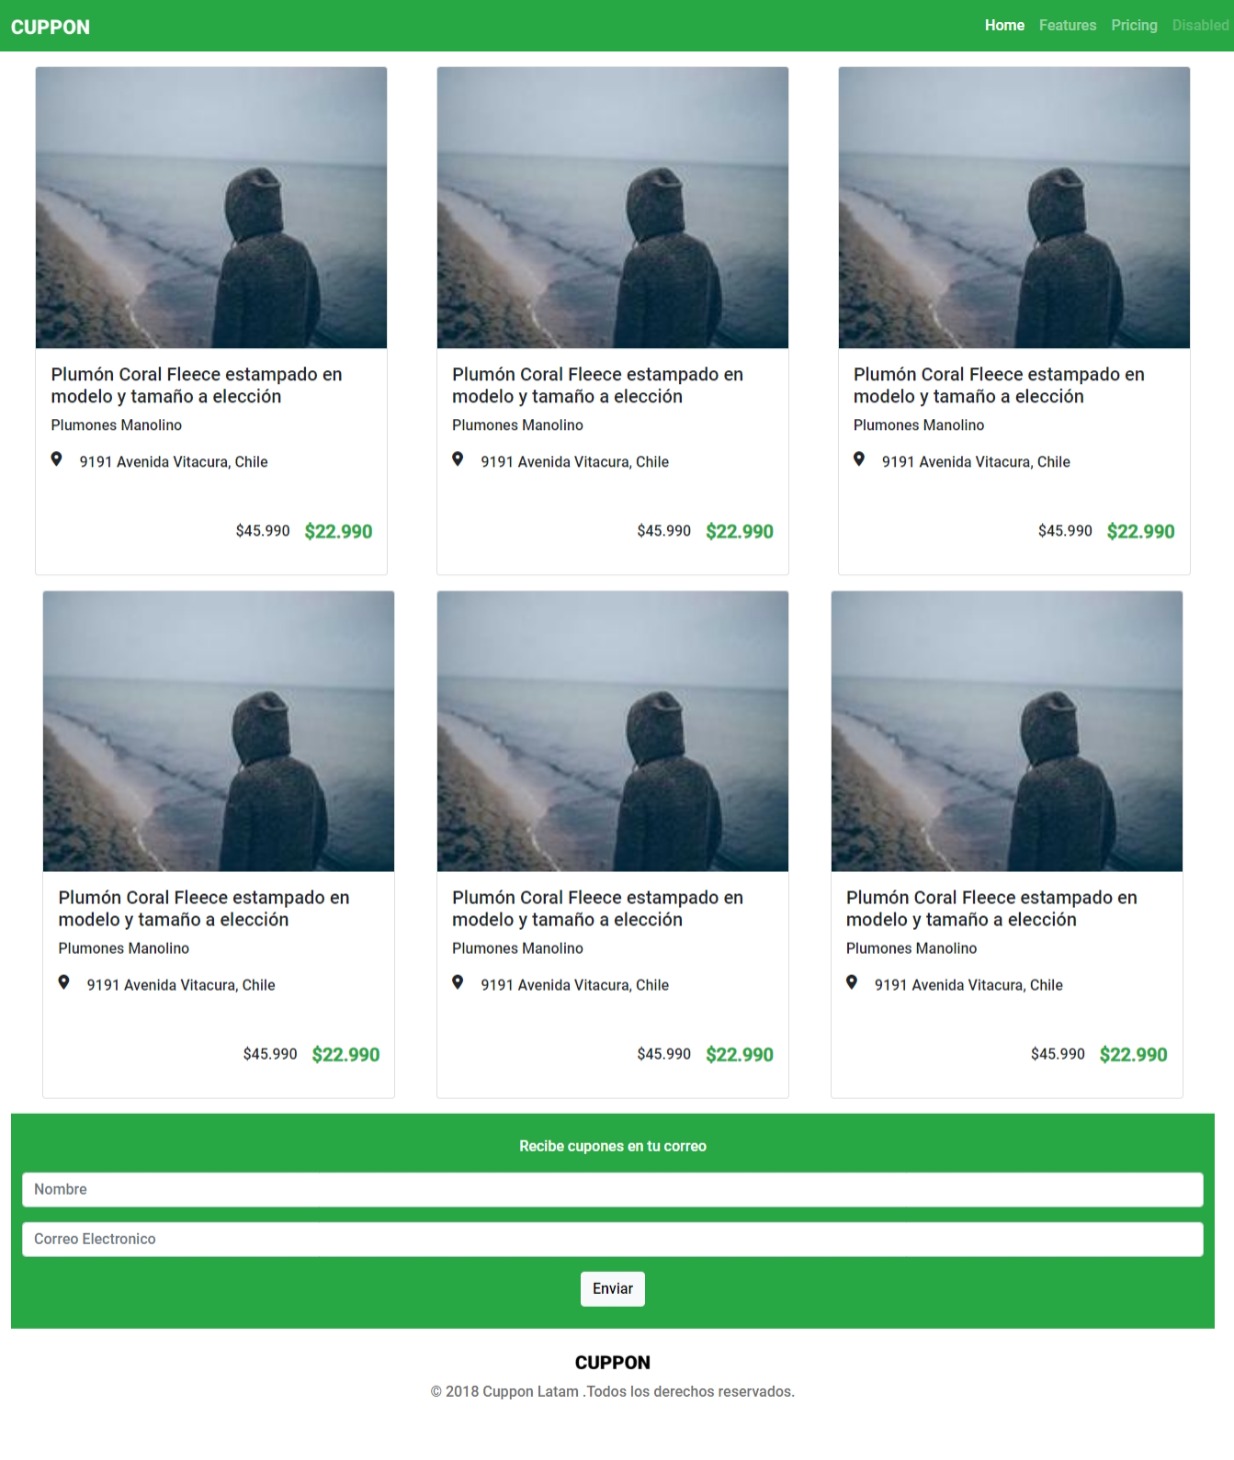 CUPPON
Home Features Pricing Disabled
Plumón Coral Fleece estampado en
modelo y tamaño a elección
Plumones Manolino
9191 Avenida Vitacura, Chile
$45.990 $22.990
Plumón Coral Fleece estampado en
modelo y tamaño a elección
Plumones Manolino
9191 Avenida Vitacura, Chile
$45.990 $22.990
Plumón Coral Fleece estampado en
modelo y tamaño a elección
Plumones Manolino
9191 Avenida Vitacura, Chile
$45.990 $22.990
Plumón Coral Fleece estampado en
modelo y tamaño a elección
Plumones Manolino
9191 Avenida Vitacura, Chile
$45.990 $22.990
Plumón Coral Fleece estampado en
modelo y tamaño a elección
Plumones Manolino
9191 Avenida Vitacura, Chile
$45.990 $22.990
Plumón Coral Fleece estampado en
modelo y tamaño a elección
Plumones Manolino
9191 Avenida Vitacura, Chile
$45.990 $22.990
Recibe cupones en tu correo
Nombre
Correo Electronico
Enviar
CUPPON
© 2018 Cuppon Latam .Todos los derechos reservados.